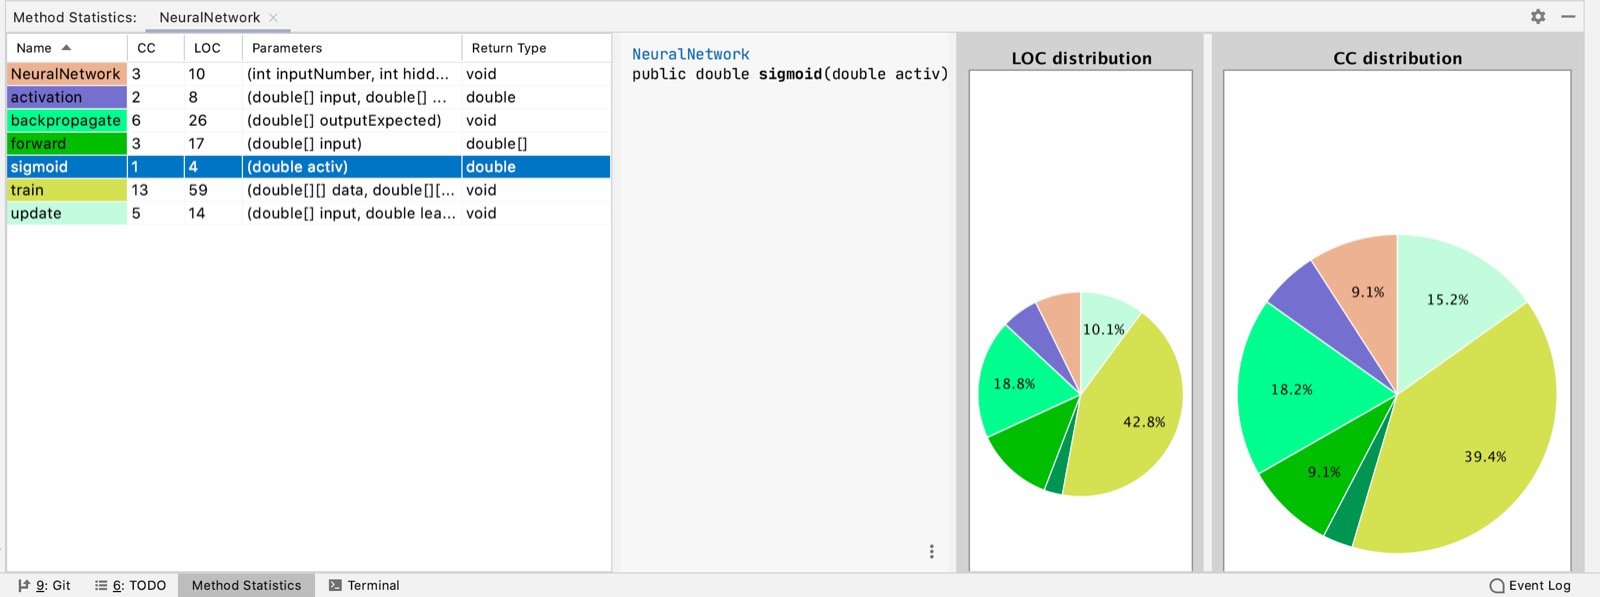 Method Statistics: NeuralNetwork
Name CC LOC Parameters Return Type
NeuralNetwork 3 10 (int inputNumber, int hidd... void
activation 2 8 (double[] input, double[] ... double
backpropagate 6 26 (double[] outputExpected) void
forward 3 17 (double[] input) double[]
sigmoid 1 4 (double activ) double
train 13 59 (double[][] data, double[][... void
update 5 14 (double[] input, double lea... void
NeuralNetwork
public double sigmoid(double activ)
LOC distribution
10.1%
18.8%
42.8%
CC distribution
9.1%
15.2%
18.2%
39.4%
9.1%
9: Git 6: TODO Method Statistics Terminal Event Log